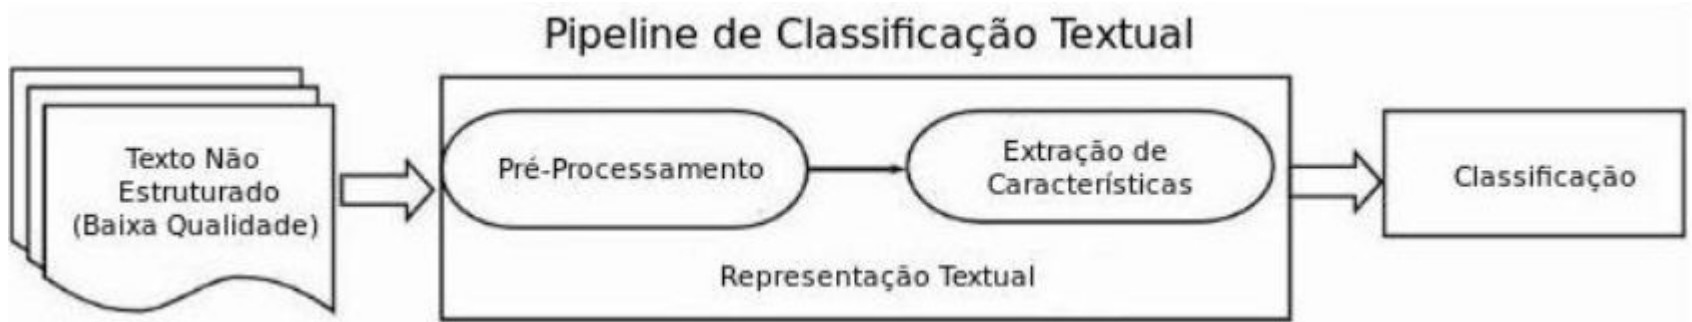 Pipeline de Classificação Textual
Texto Não
Estruturado
(Baixa Qualidade)
Pré-Processamento
Extração de
Características
Representação Textual
Classificação